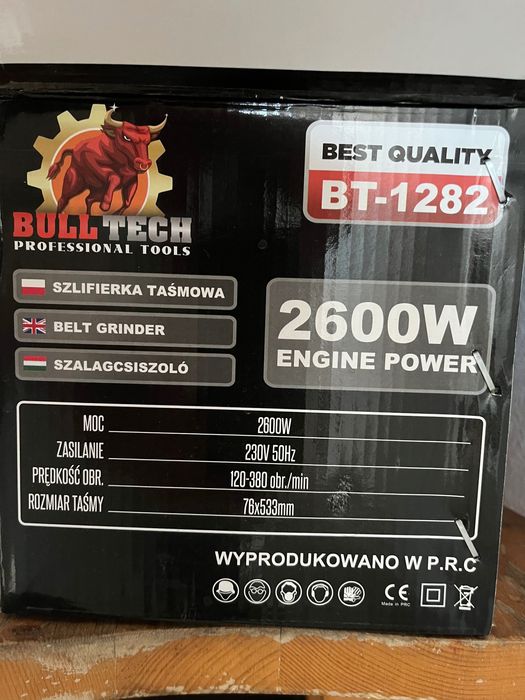 BULL TECH
PROFESSIONAL TOOLS
BEST QUALITY
BT-1282
SZLIFIERKA TAŚMOWA
BELT GRINDER
SZALAGCSISZOLÓ
2600W
ENGINE POWER
MOC 2600W
ZASILANIE 230V 50Hz
PRĘDKOŚĆ OBR. 120-380 obr./min
ROZMIAR TAŚMY 76x533mm
WYPRODUKOWANO W P.R.C
CE
Made in PRC